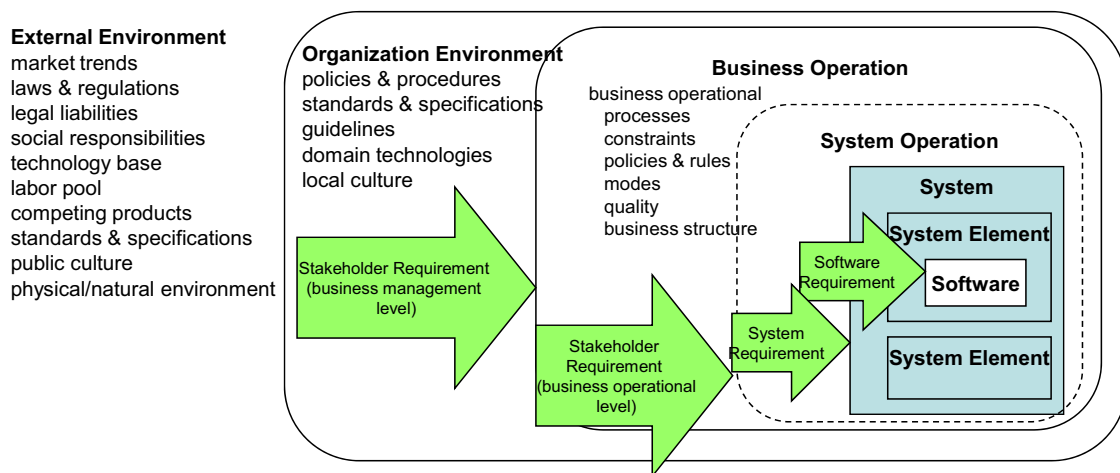 External Environment
market trends
laws & regulations
legal liabilities
social responsibilities
technology base
labor pool
competing products
standards & specifications
public culture
physical/natural environment
Organization Environment
policies & procedures
standards & specifications
guidelines
domain technologies
local culture
Stakeholder Requirement
(business management
level)
Business Operation
business operational
processes
constraints
policies & rules
modes
quality
business structure
Stakeholder
Requirement
(business operational
level)
System Operation
System
Requirement
Software
Requirement
System
System Element
Software
System Element